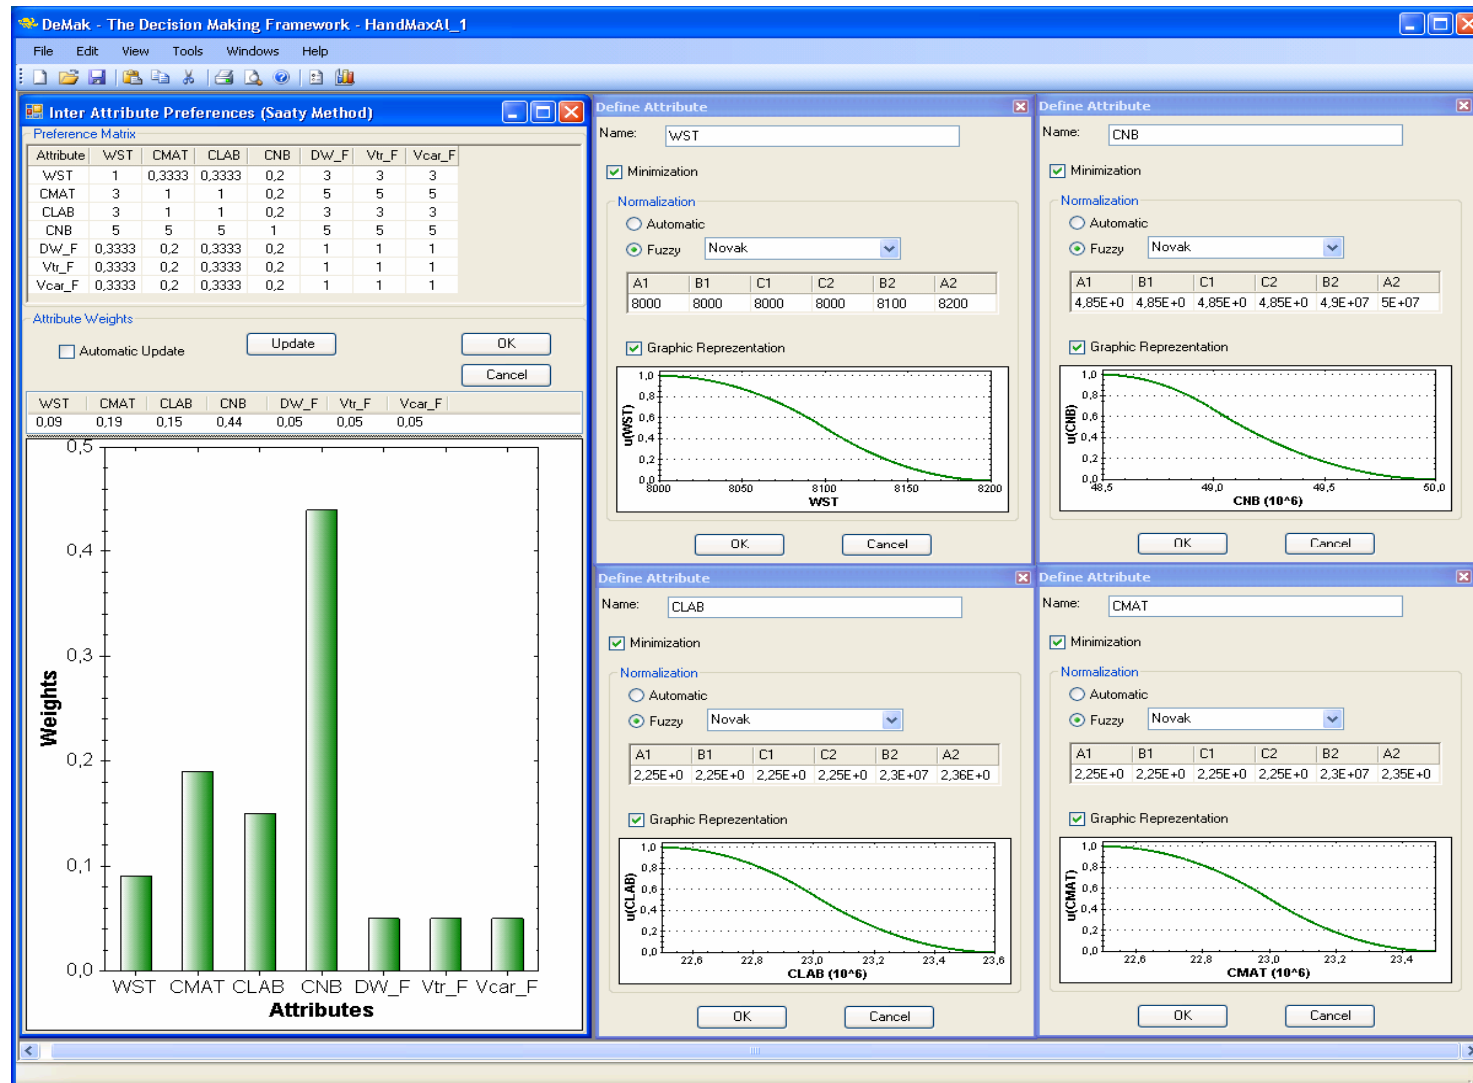 DeMak - The Decision Making Framework - HandMaxAL_1
File Edit View Tools Windows Help
Inter Attribute Preferences (Saaty Method)
Preference Matrix
Attribute WST CMAT CLAB CNB DW_F Vtr_F Vcar_F
WST 1 0,3333 0,3333 0,2 3 3 3
CMAT 3 1 1 0,2 5 5 5
CLAB 3 1 1 0,2 3 3 3
CNB 5 5 5 1 5 5 5
DW_F 0,3333 0,2 0,3333 0,2 1 1 1
Vtr_F 0,3333 0,2 0,3333 0,2 1 1 1
Vcar_F 0,3333 0,2 0,3333 0,2 1 1 1
Attribute Weights
Automatic Update
Update
OK
Cancel
WST CMAT CLAB CNB DW_F Vtr_F Vcar_F
0,09 0,19 0,15 0,44 0,05 0,05 0,05
0,5
0,4
0,3
0,2
0,1
0,0
Weights
WST CMAT CLAB CNB DW_F Vtr_F Vcar_F
Attributes
Define Attribute
Name: WST
Minimization
Normalization
Automatic
Fuzzy Novak
A1 B1 C1 C2 B2 A2
8000 8000 8000 8000 8100 8200
Graphic Reprezentation
1,0
0,8
0,6
0,4
0,2
0,0
u(WST)
8000 8050 8100 8150 8200
WST
OK Cancel
Define Attribute
Name: CNB
Minimization
Normalization
Automatic
Fuzzy Novak
A1 B1 C1 C2 B2 A2
4,85E+0 4,85E+0 4,85E+0 4,85E+0 4,9E+07 5E+07
Graphic Reprezentation
1,0
0,8
0,6
0,4
0,2
0,0
u(CNB)
48,5 49,0 49,5 50,0
CNB (10^6)
OK Cancel
Define Attribute
Name: CLAB
Minimization
Normalization
Automatic
Fuzzy Novak
A1 B1 C1 C2 B2 A2
2,25E+0 2,25E+0 2,25E+0 2,25E+0 2,3E+07 2,36E+0
Graphic Reprezentation
1,0
0,8
0,6
0,4
0,2
0,0
u(CLAB)
22,6 22,8 23,0 23,2 23,4 23,6
CLAB (10^6)
OK Cancel
Define Attribute
Name: CMAT
Minimization
Normalization
Automatic
Fuzzy Novak
A1 B1 C1 C2 B2 A2
2,25E+0 2,25E+0 2,25E+0 2,25E+0 2,3E+07 2,35E+0
Graphic Reprezentation
1,0
0,8
0,6
0,4
0,2
0,0
u(CMAT)
22,6 22,8 23,0 23,2 23,4
CMAT (10^6)
OK Cancel